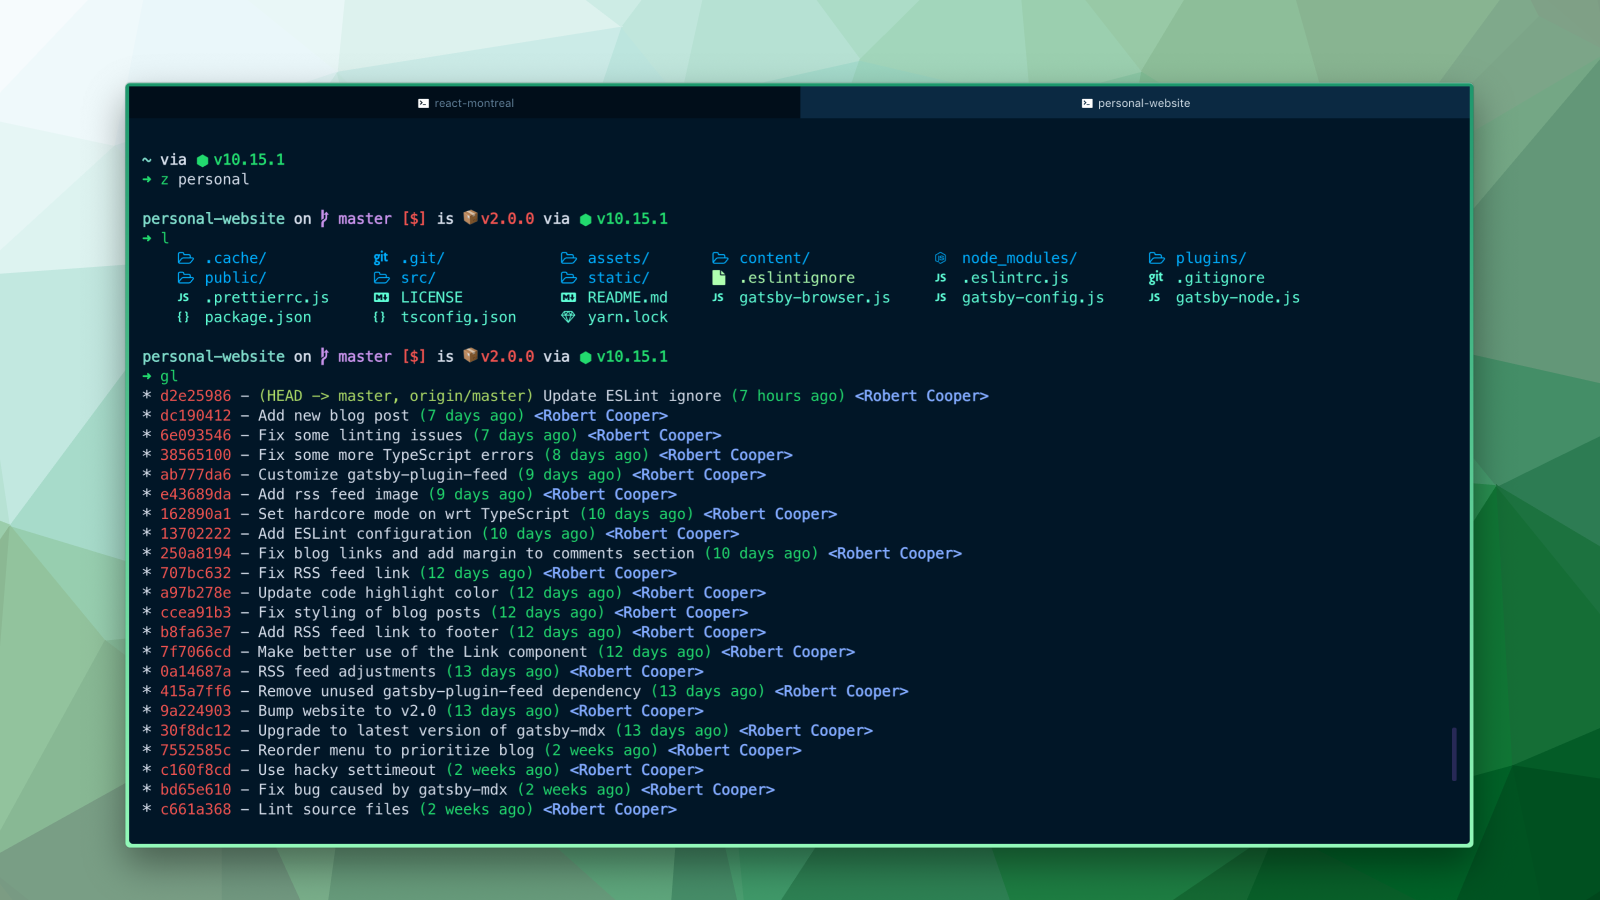 react-montreal
personal-website
~ via ⬢ v10.15.1
➜ z personal
personal-website on master [$] is 📦 v2.0.0 via ⬢ v10.15.1
➜ l
.cache/ git .git/ assets/ content/ node_modules/ plugins/
public/ src/ static/ .eslintignore JS .eslintrc.js git .gitignore
JS .prettierrc.js LICENSE README.md JS gatsby-browser.js JS gatsby-config.js JS gatsby-node.js
{} package.json {} tsconfig.json yarn.lock
personal-website on master [$] is 📦 v2.0.0 via ⬢ v10.15.1
➜ gl
* d2e25986 - (HEAD -> master, origin/master) Update ESLint ignore (7 hours ago) <Robert Cooper>
* dc190412 - Add new blog post (7 days ago) <Robert Cooper>
* 6e093546 - Fix some linting issues (7 days ago) <Robert Cooper>
* 38565100 - Fix some more TypeScript errors (8 days ago) <Robert Cooper>
* ab777da6 - Customize gatsby-plugin-feed (9 days ago) <Robert Cooper>
* e43689da - Add rss feed image (9 days ago) <Robert Cooper>
* 162890a1 - Set hardcore mode on wrt TypeScript (10 days ago) <Robert Cooper>
* 13702222 - Add ESLint configuration (10 days ago) <Robert Cooper>
* 250a8194 - Fix blog links and add margin to comments section (10 days ago) <Robert Cooper>
* 707bc632 - Fix RSS feed link (12 days ago) <Robert Cooper>
* a97b278e - Update code highlight color (12 days ago) <Robert Cooper>
* ccea91b3 - Fix styling of blog posts (12 days ago) <Robert Cooper>
* b8fa63e7 - Add RSS feed link to footer (12 days ago) <Robert Cooper>
* 7f7066cd - Make better use of the Link component (12 days ago) <Robert Cooper>
* 0a14687a - RSS feed adjustments (13 days ago) <Robert Cooper>
* 415a7ff6 - Remove unused gatsby-plugin-feed dependency (13 days ago) <Robert Cooper>
* 9a224903 - Bump website to v2.0 (13 days ago) <Robert Cooper>
* 30f8dc12 - Upgrade to latest version of gatsby-mdx (13 days ago) <Robert Cooper>
* 7552585c - Reorder menu to prioritize blog (2 weeks ago) <Robert Cooper>
* c160f8cd - Use hacky settimeout (2 weeks ago) <Robert Cooper>
* bd65e610 - Fix bug caused by gatsby-mdx (2 weeks ago) <Robert Cooper>
* c661a368 - Lint source files (2 weeks ago) <Robert Cooper>